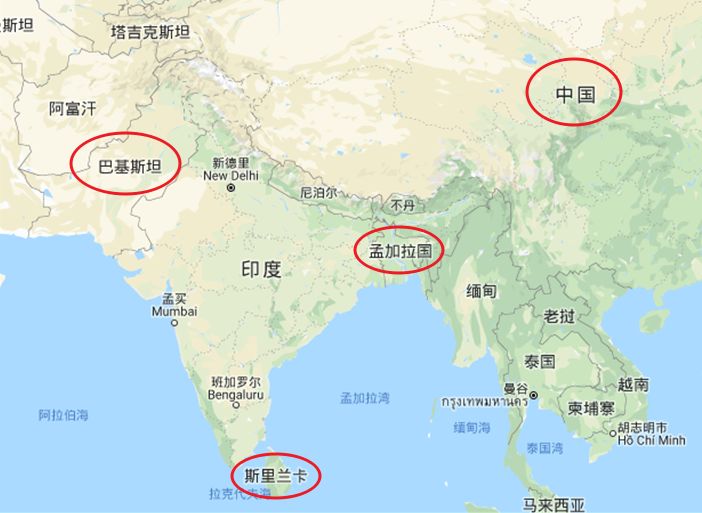 斯坦
塔吉克斯坦
中国
阿富汗
巴基斯坦
新德里
New Delhi
尼泊尔
不丹
孟加拉国
印度
缅甸
孟买
Mumbai
老挝
泰国
班加罗尔
Bengaluru
曼谷
กรุงเทพมหานคร
越南
孟加拉湾
阿拉伯海
柬埔寨
缅甸海
胡志明市
Hồ Chí Minh
泰国湾
斯里兰卡
拉克代夫海
马来西亚